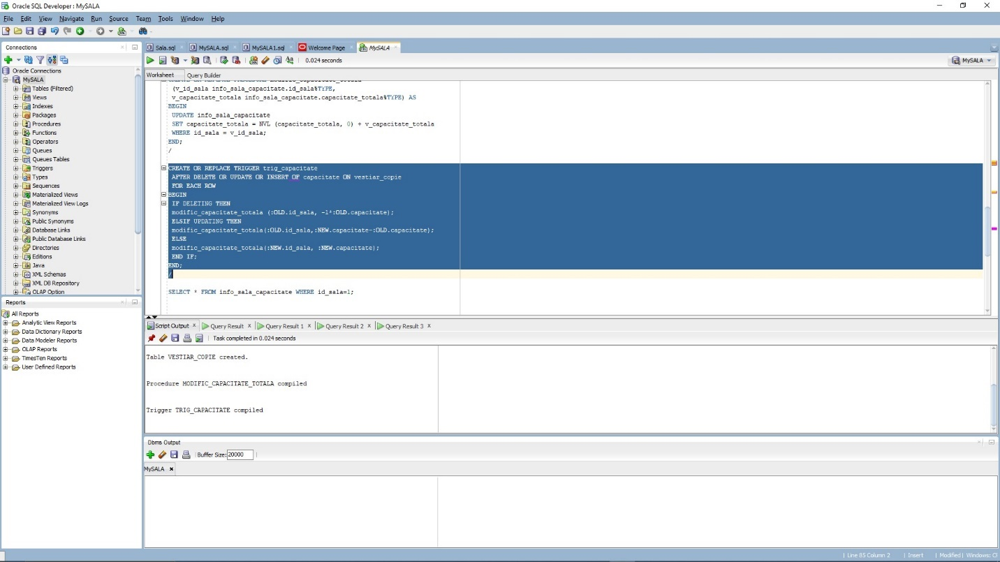 Oracle SQL Developer : MySALA
File Edit View Navigate Run Source Team Tools Window Help
Connections
Oracle Connections
MySALA
Tables (Filtered)
Views
Indexes
Packages
Procedures
Functions
Operators
Queues
Queues Tables
Triggers
Types
Sequences
Materialized Views
Materialized View Logs
Synonyms
Public Synonyms
Database Links
Public Database Links
Directories
Editions
Java
XML Schemas
XML DB Repository
OLAP Option
Reports
All Reports
Analytic View Reports
Data Dictionary Reports
Data Modeler Reports
OLAP Reports
TimesTen Reports
User Defined Reports
Sala.sql MySALA.sql MySALA1.sql Welcome Page MySALA
0.024 seconds MySALA
Worksheet Query Builder
(v_id_sala info_sala_capacitate.id_sala%TYPE,
v_capacitate_totala info_sala_capacitate.capacitate_totala%TYPE) AS
BEGIN
UPDATE info_sala_capacitate
SET capacitate_totala = NVL (capacitate_totala, 0) + v_capacitate_totala
WHERE id_sala = v_id_sala;
END;
/
CREATE OR REPLACE TRIGGER trig_capacitate
AFTER DELETE OR UPDATE OR INSERT OF capacitate ON vestiar_copie
FOR EACH ROW
BEGIN
IF DELETING THEN
modific_capacitate_totala (:OLD.id_sala, -1*:OLD.capacitate);
ELSIF UPDATING THEN
modific_capacitate_totala(:OLD.id_sala,:NEW.capacitate-:OLD.capacitate);
ELSE
modific_capacitate_totala(:NEW.id_sala, :NEW.capacitate);
END IF;
END;
/
SELECT * FROM info_sala_capacitate WHERE id_sala=1;
Script Output x Query Result x Query Result 1 x Query Result 2 x Query Result 3 x
Task completed in 0.024 seconds
Table VESTIAR_COPIE created.
Procedure MODIFIC_CAPACITATE_TOTALA compiled
Trigger TRIG_CAPACITATE compiled
Dbms Output
Buffer Size: 20000
MySALA x
Line 85 Column 2 | Insert | Modified | Windows: Cl